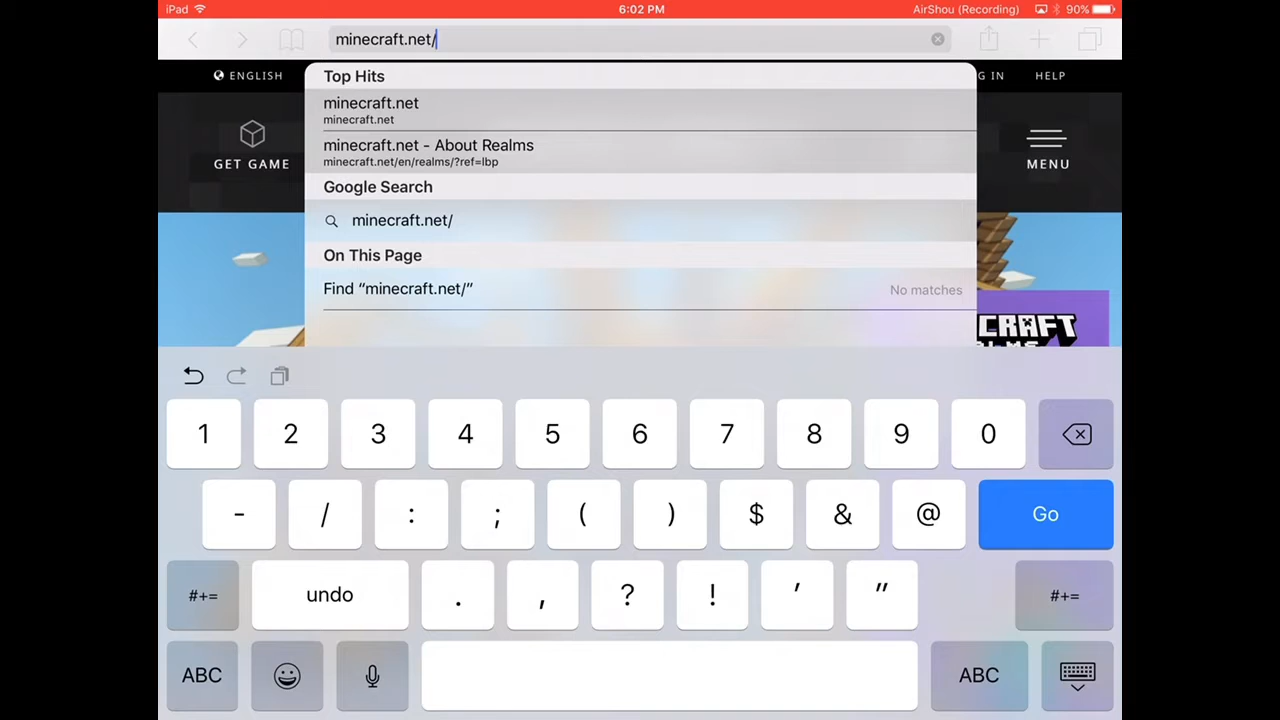 iPad 6:02 PM AirShou (Recording) 90%
minecraft.net/
ENGLISH G IN HELP
Top Hits
minecraft.net
minecraft.net
minecraft.net - About Realms
minecraft.net/en/realms/?ref=lbp
GET GAME MENU
Google Search
minecraft.net/
On This Page
Find “minecraft.net/” No matches
CRAFT
1 2 3 4 5 6 7 8 9 0
- / : ; ( ) $ & @ Go
#+= undo . , ? ! ' " #+=
ABC ABC